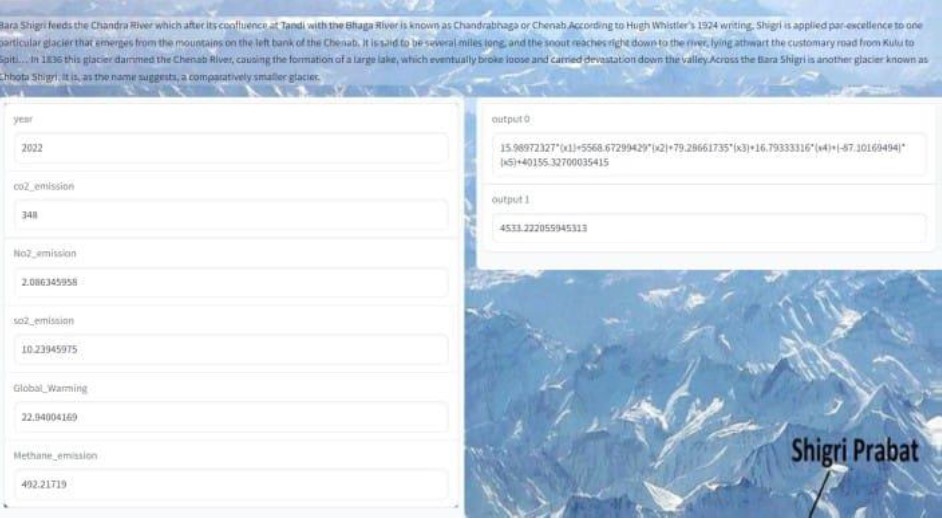 Bara Shigri feeds the Chandra River which after its confluence at Tandi with the Bhaga River is known as Chandrabhaga or Chenab.According to Hugh Whistler's 1924 writing, Shigri is applied par-excellence to one
particular glacier that emerges from the mountains on the left bank of the Chenab. It is said to be several miles long, and the snout reaches right down to the river, lying athwart the customary road from Kulu to
Spiti... In 1836 this glacier dammed the Chenab River, causing the formation of a large lake, which eventually broke loose and carried devastation down the valley.Across the Bara Shigri is another glacier known as
Chhota Shigri. It is, as the name suggests, a comparatively smaller glacier.
year
2022
co2_emission
348
No2_emission
2.086345958
so2_emission
10.23945975
Global_Warming
22.94004169
Methane_emission
492.21719
output 0
15.98972327*(x1)+5568.67299429*(x2)+79.28661735*(x3)+16.79333316*(x4)+(-87.10169494)*
(x5)+40155.32700035415
output 1
4533.222055945313
Shigri Prabat